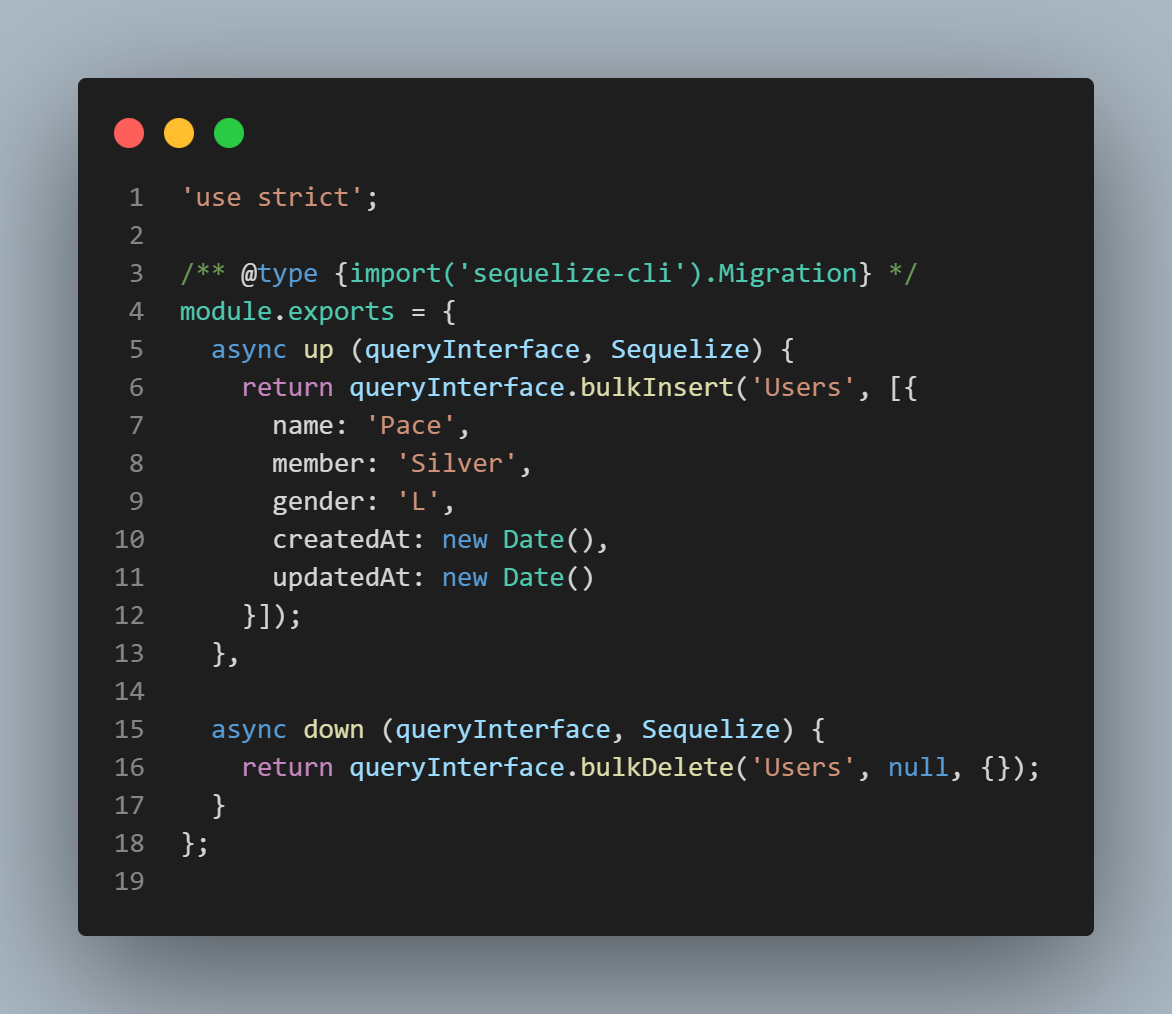 1 'use strict';
2
3 /** @type {import('sequelize-cli').Migration} */
4 module.exports = {
5   async up (queryInterface, Sequelize) {
6     return queryInterface.bulkInsert('Users', [{
7       name: 'Pace',
8       member: 'Silver',
9       gender: 'L',
10       createdAt: new Date(),
11       updatedAt: new Date()
12     }]);
13   },
14
15   async down (queryInterface, Sequelize) {
16     return queryInterface.bulkDelete('Users', null, {});
17   }
18 };
19